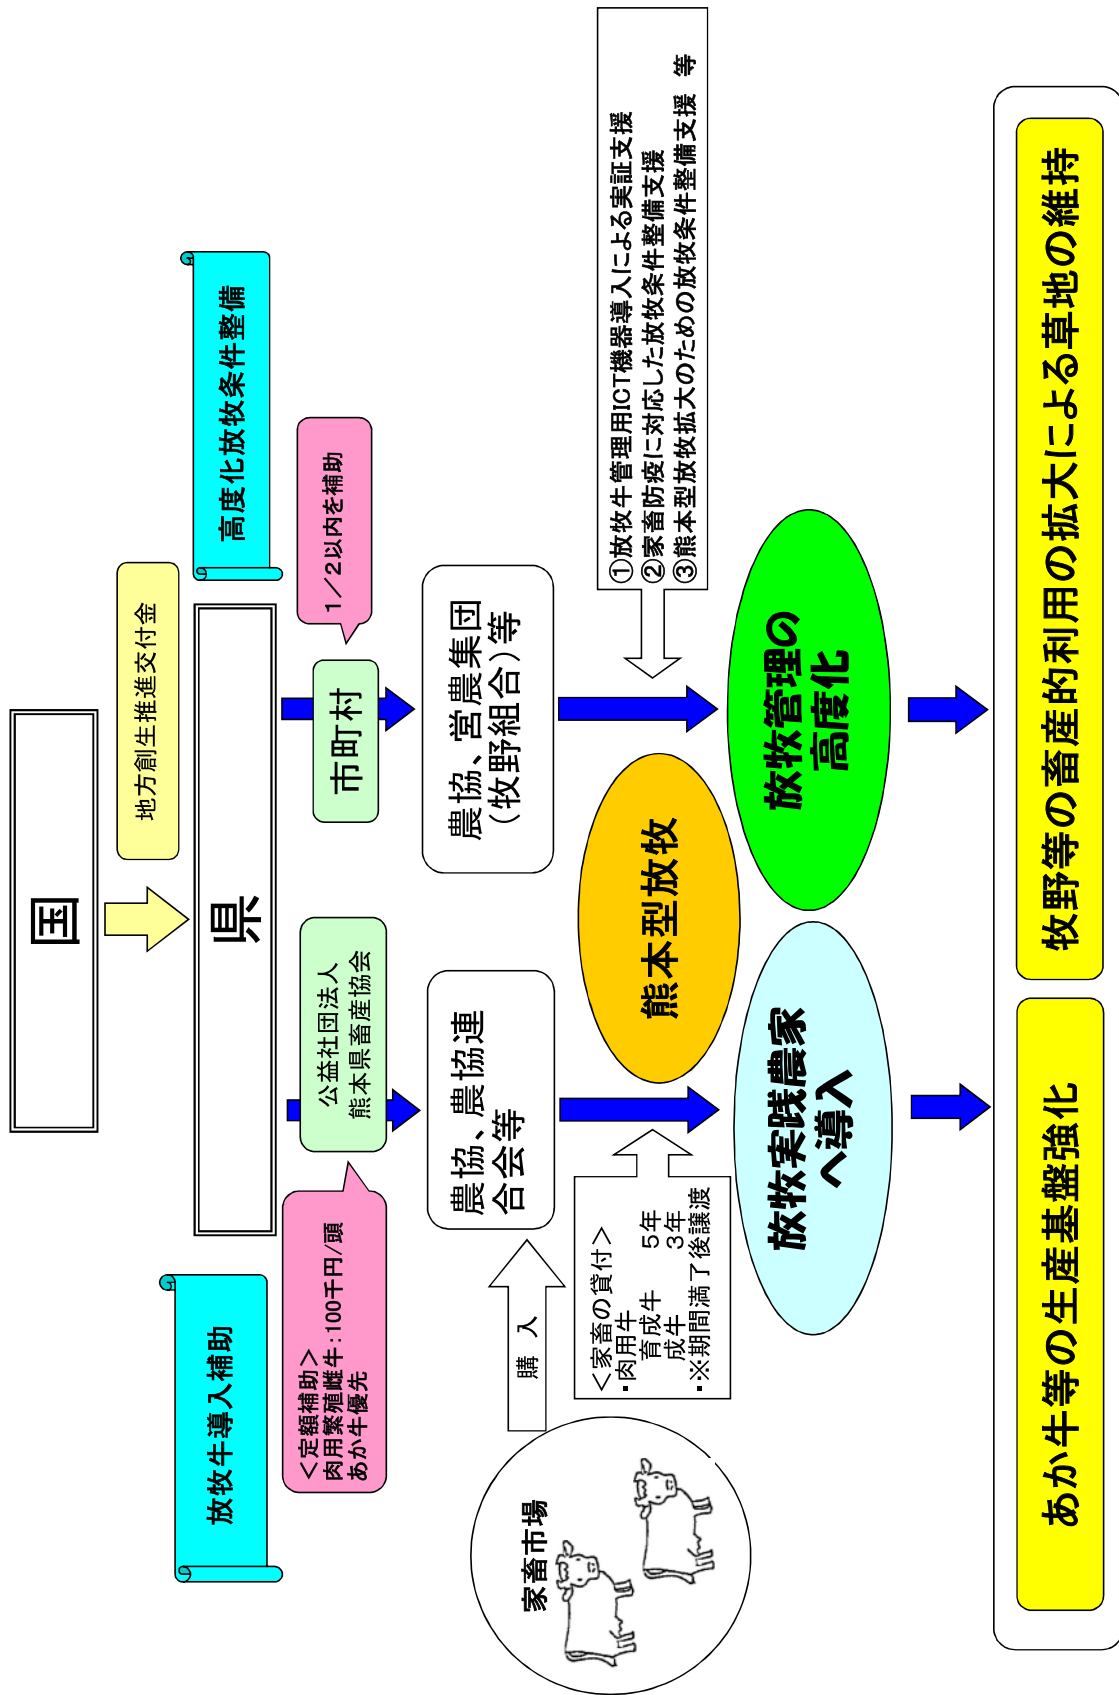 国
地方創生推進交付金
県
放牧牛導入補助
高度化放牧条件整備
＜定額補助＞
肉用繁殖雌牛：100千円/頭
あか牛優先
公益社団法人
熊本県畜産協会
市町村
1／2以内を補助
農協、農協連
合会等
農協、営農集団
（牧野組合）等
家畜市場
購 入
＜家畜の貸付＞
・肉用牛
育成牛　5年
成牛　3年
・※期間満了後譲渡
熊本型放牧
①放牧牛管理用ICT機器導入による実証支援
②家畜防疫に対応した放牧条件整備支援
③熊本型放牧拡大のための放牧条件整備支援 等
放牧実践農家
へ導入
放牧管理の
高度化
あか牛等の生産基盤強化
牧野等の畜産的利用の拡大による草地の維持